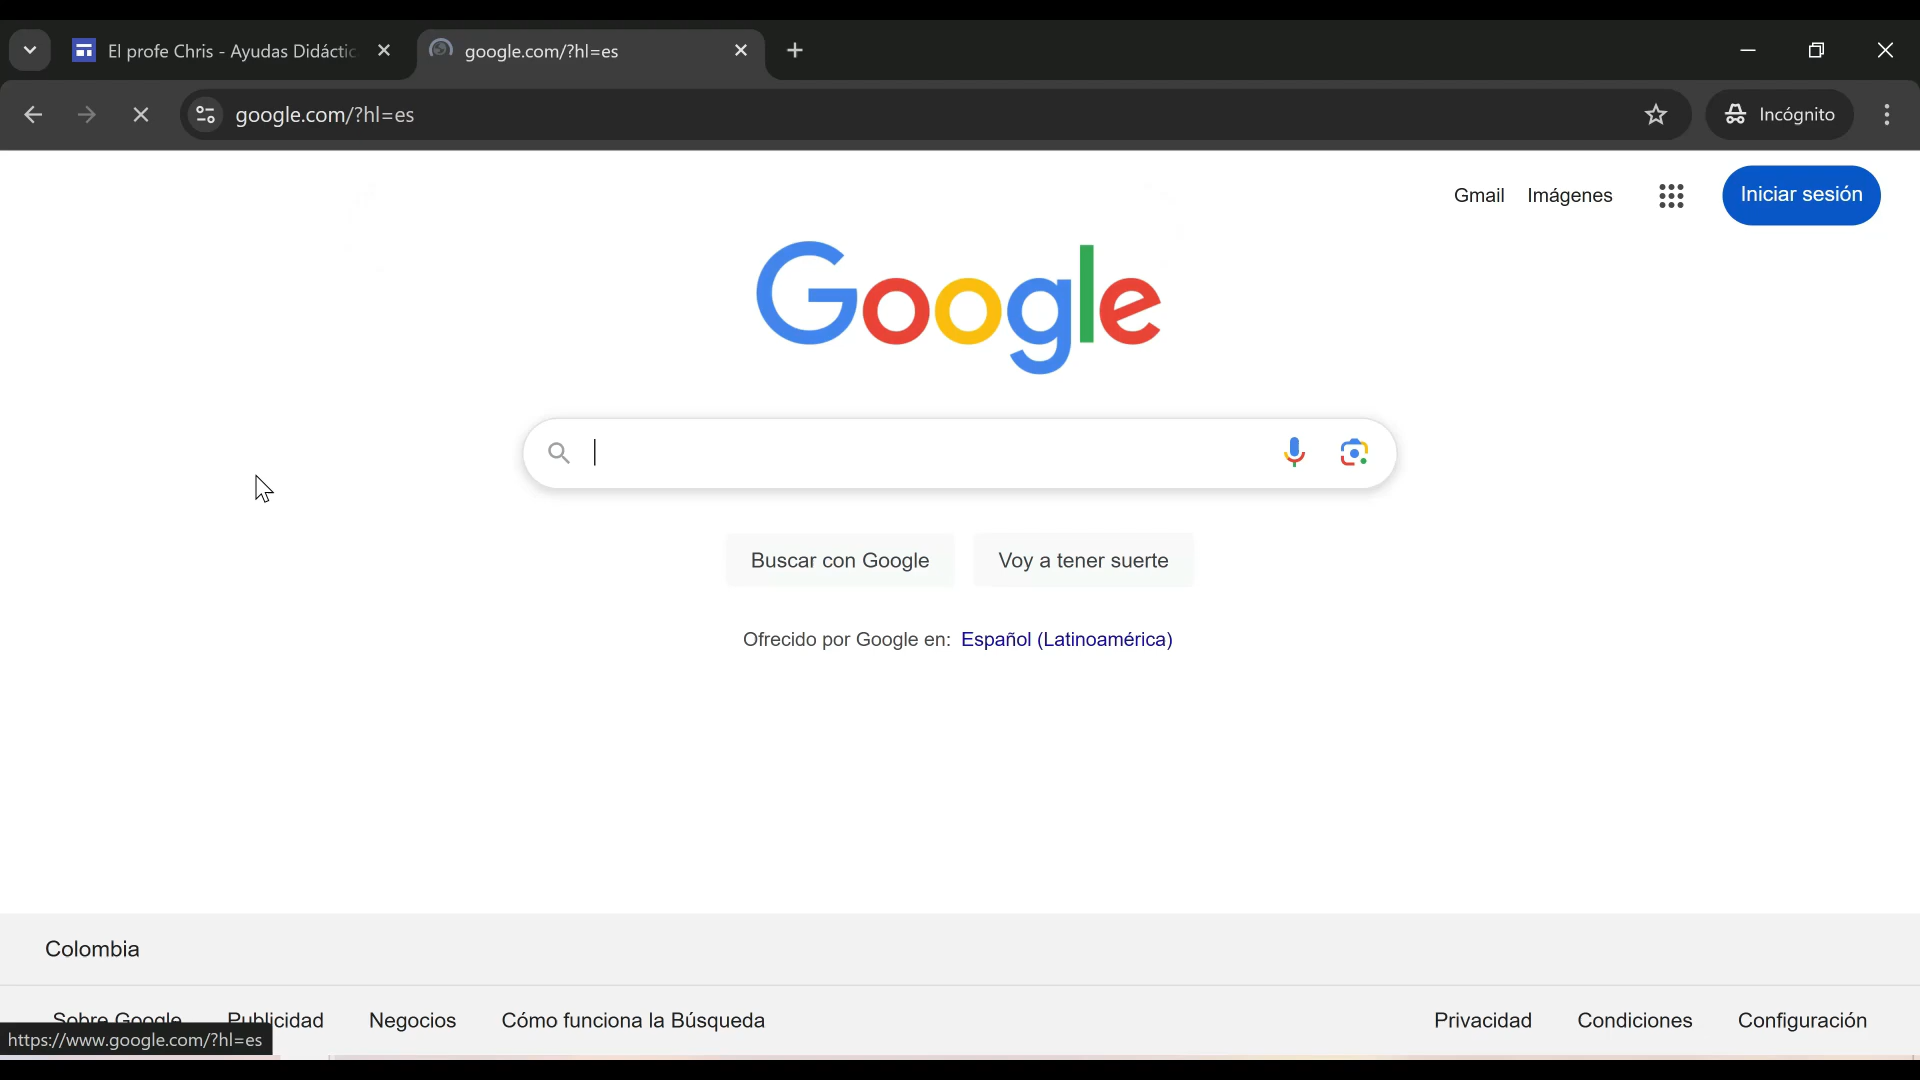 El profe Chris - Ayudas Didáctic
google.com/?hl=es
google.com/?hl=es
Incógnito
Gmail Imágenes Iniciar sesión
Google
Buscar con Google Voy a tener suerte
Ofrecido por Google en: Español (Latinoamérica)
Colombia
Sobre Google Publicidad Negocios Cómo funciona la Búsqueda Privacidad Condiciones Configuración
https://www.google.com/?hl=es